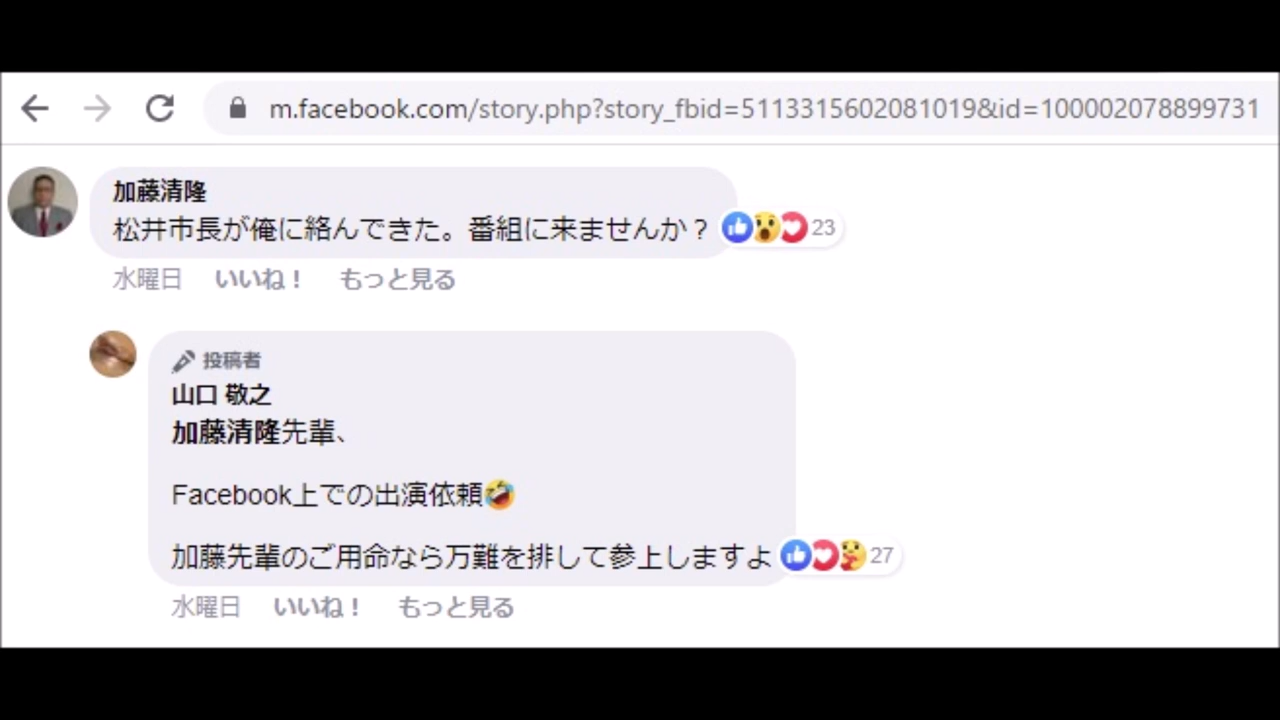 m.facebook.com/story.php?story_fbid=5113315602081019&id=100002078899731
加藤清隆
松井市長が俺に絡んできた。番組に来ませんか？ 23
水曜日 いいね！ もっと見る
投稿者
山口 敬之
加藤清隆先輩、
Facebook上での出演依頼🤣
加藤先輩のご用命なら万難を排して参上しますよ 27
水曜日 いいね！ もっと見る